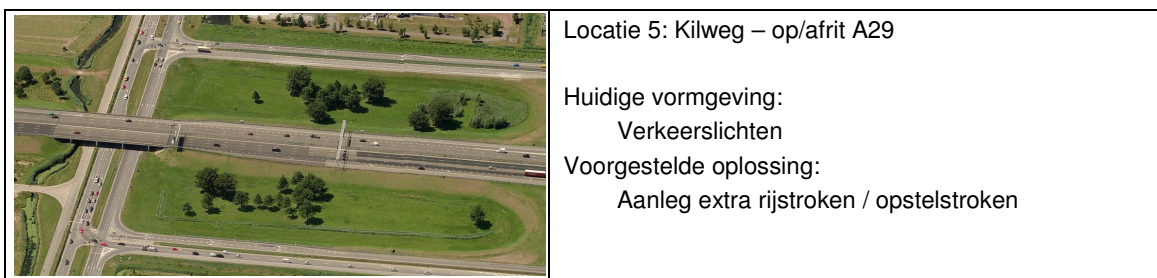 Locatie 5: Kilweg – op/afrit A29
Huidige vormgeving:
Verkeerslichten
Voorgestelde oplossing:
Aanleg extra rijstroken / opstelstroken